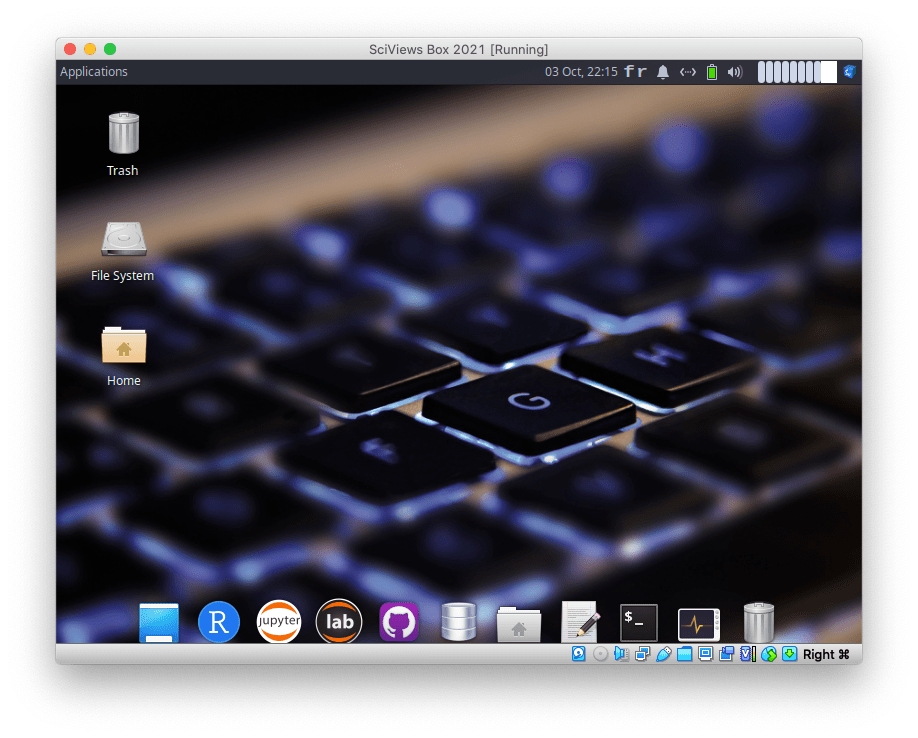 SciViews Box 2021 [Running]
Applications
03 Oct, 22:15 fr
Trash
File System
Home
G
H
R
jupyter
lab
$_
V
Right ⌘